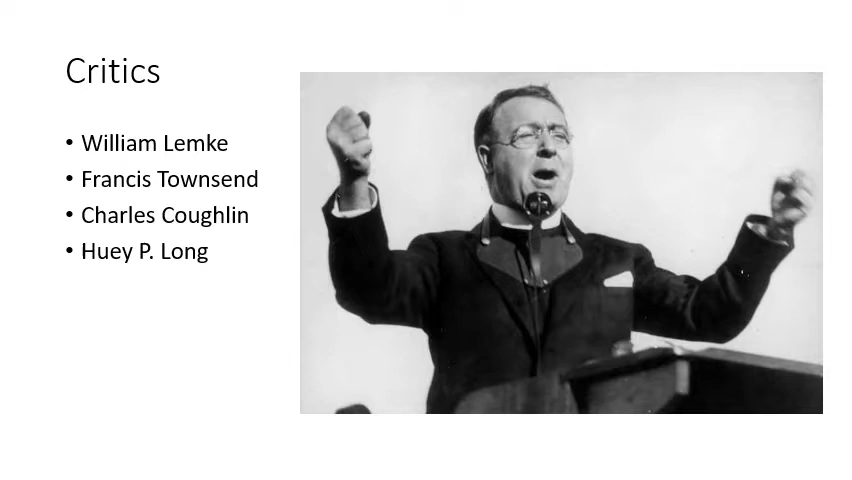 Critics
• William Lemke
• Francis Townsend
• Charles Coughlin
• Huey P. Long